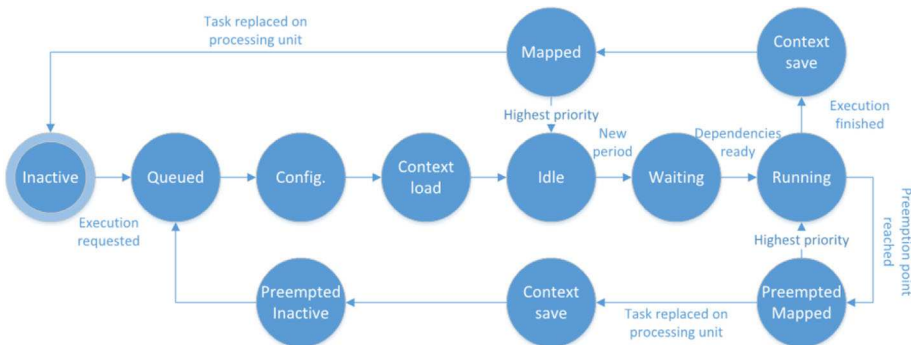 Task replaced on
processing unit
Mapped
Context
save
Highest priority
Execution
finished
New
period
Dependencies
ready
Inactive
Queued
Config.
Context
load
Idle
Waiting
Running
Execution
requested
Preemption point
reached
Highest priority
Preempted
Inactive
Context
save
Task replaced on
processing unit
Preempted
Mapped